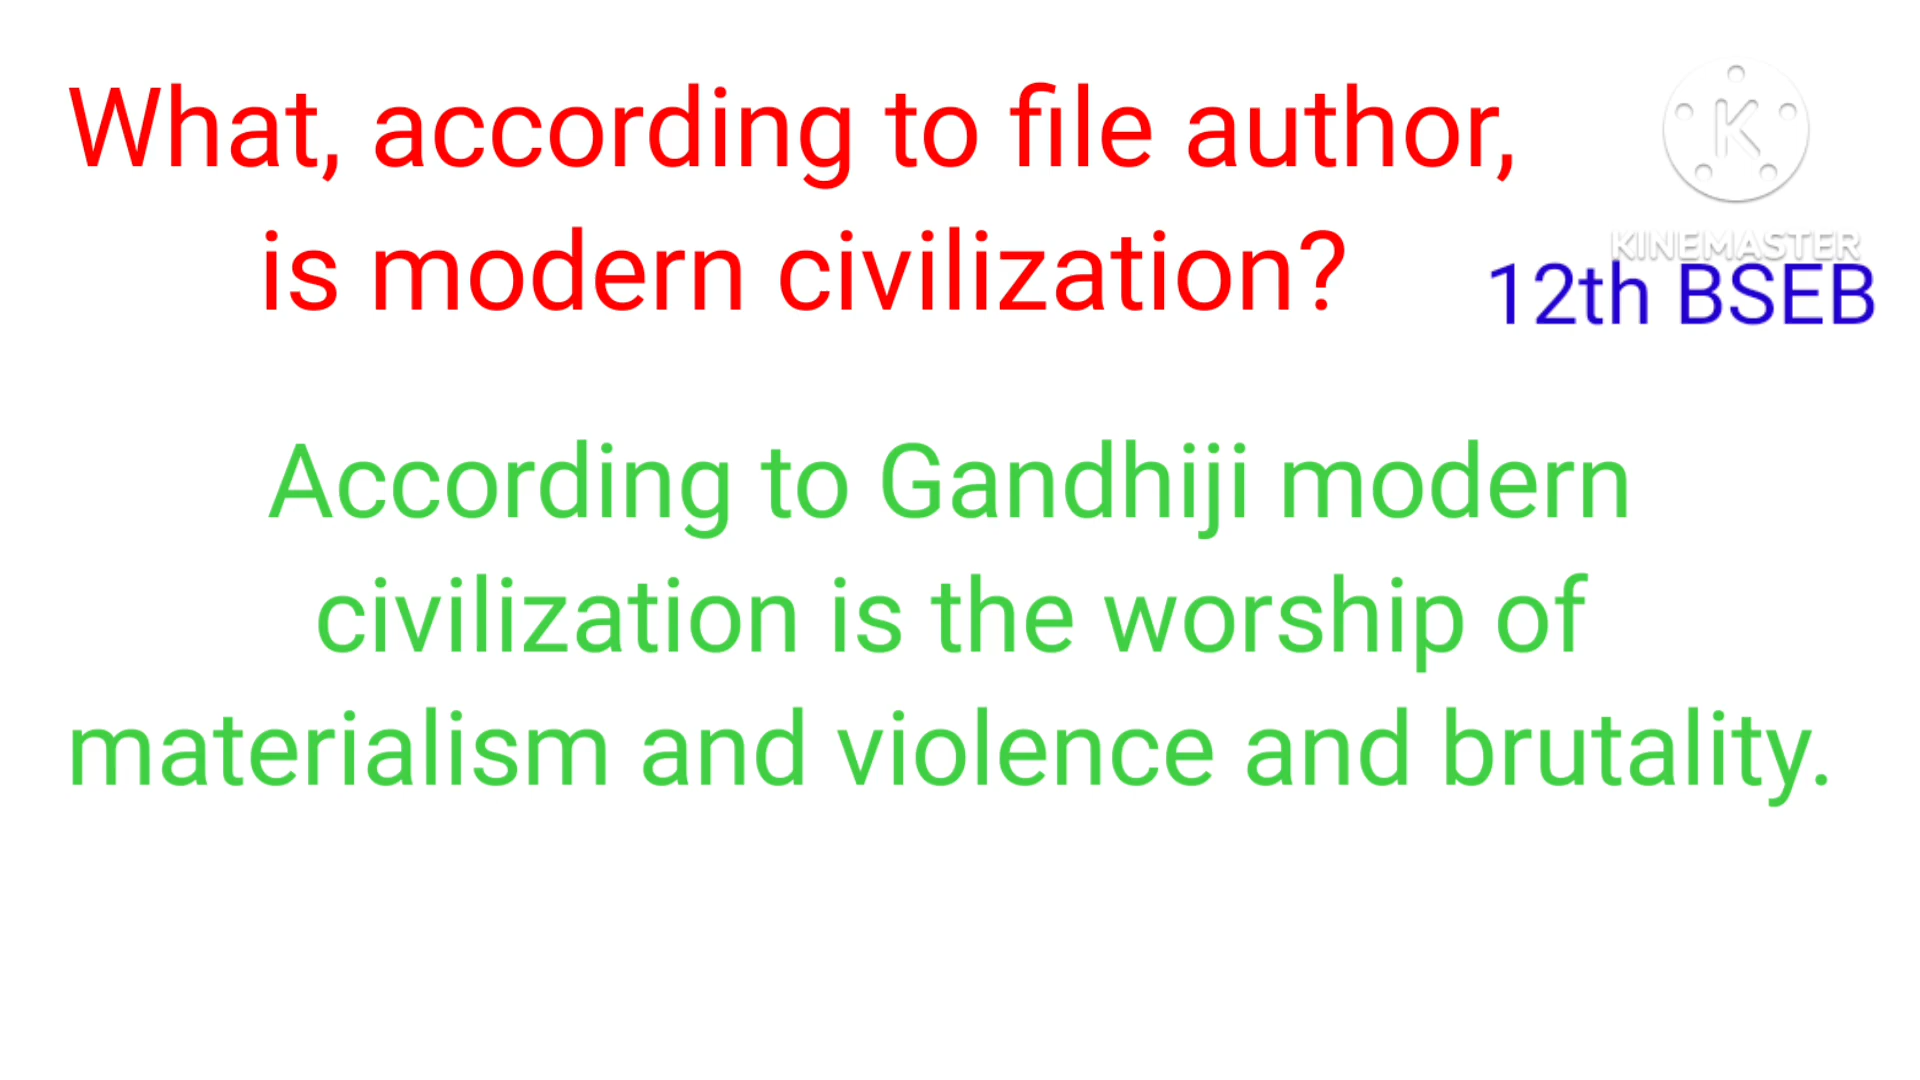 What, according to file author,
is modern civilization?
K
KINEMASTER
12th BSEB
According to Gandhiji modern
civilization is the worship of
materialism and violence and brutality.